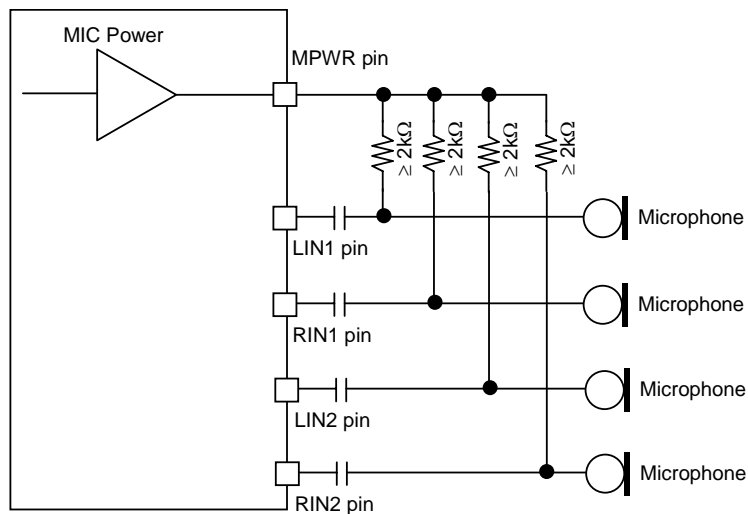 MIC Power
MPWR pin
≥ 2kΩ
≥ 2kΩ
≥ 2kΩ
≥ 2kΩ
LIN1 pin
Microphone
RIN1 pin
Microphone
LIN2 pin
Microphone
RIN2 pin
Microphone